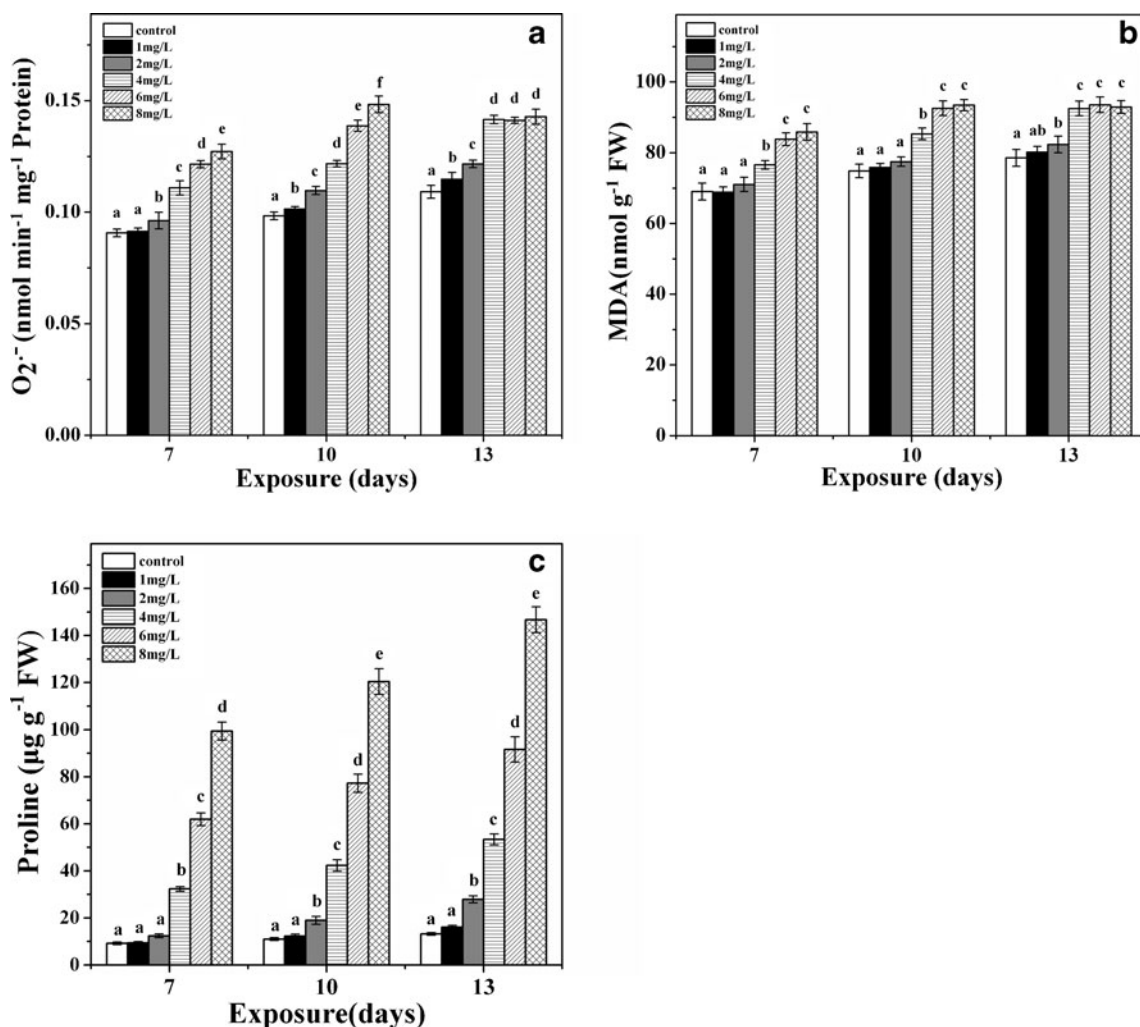 a
control
1mg/L
2mg/L
4mg/L
6mg/L
8mg/L
O₂·⁻ (nmol min⁻¹ mg⁻¹ Protein)
0.15
0.10
0.05
0.00
a a b c d e
a b c d e f
a b c d d d
7 10 13
Exposure (days)
b
control
1mg/L
2mg/L
4mg/L
6mg/L
8mg/L
MDA(nmol g⁻¹ FW)
100
80
60
40
20
0
a a a b c c
a a a b c c
a ab b c c c
7 10 13
Exposure (days)
c
control
1mg/L
2mg/L
4mg/L
6mg/L
8mg/L
Proline (µg g⁻¹ FW)
160
140
120
100
80
60
40
20
0
a a a b c d
a a b c d e
a a b c d e
7 10 13
Exposure(days)